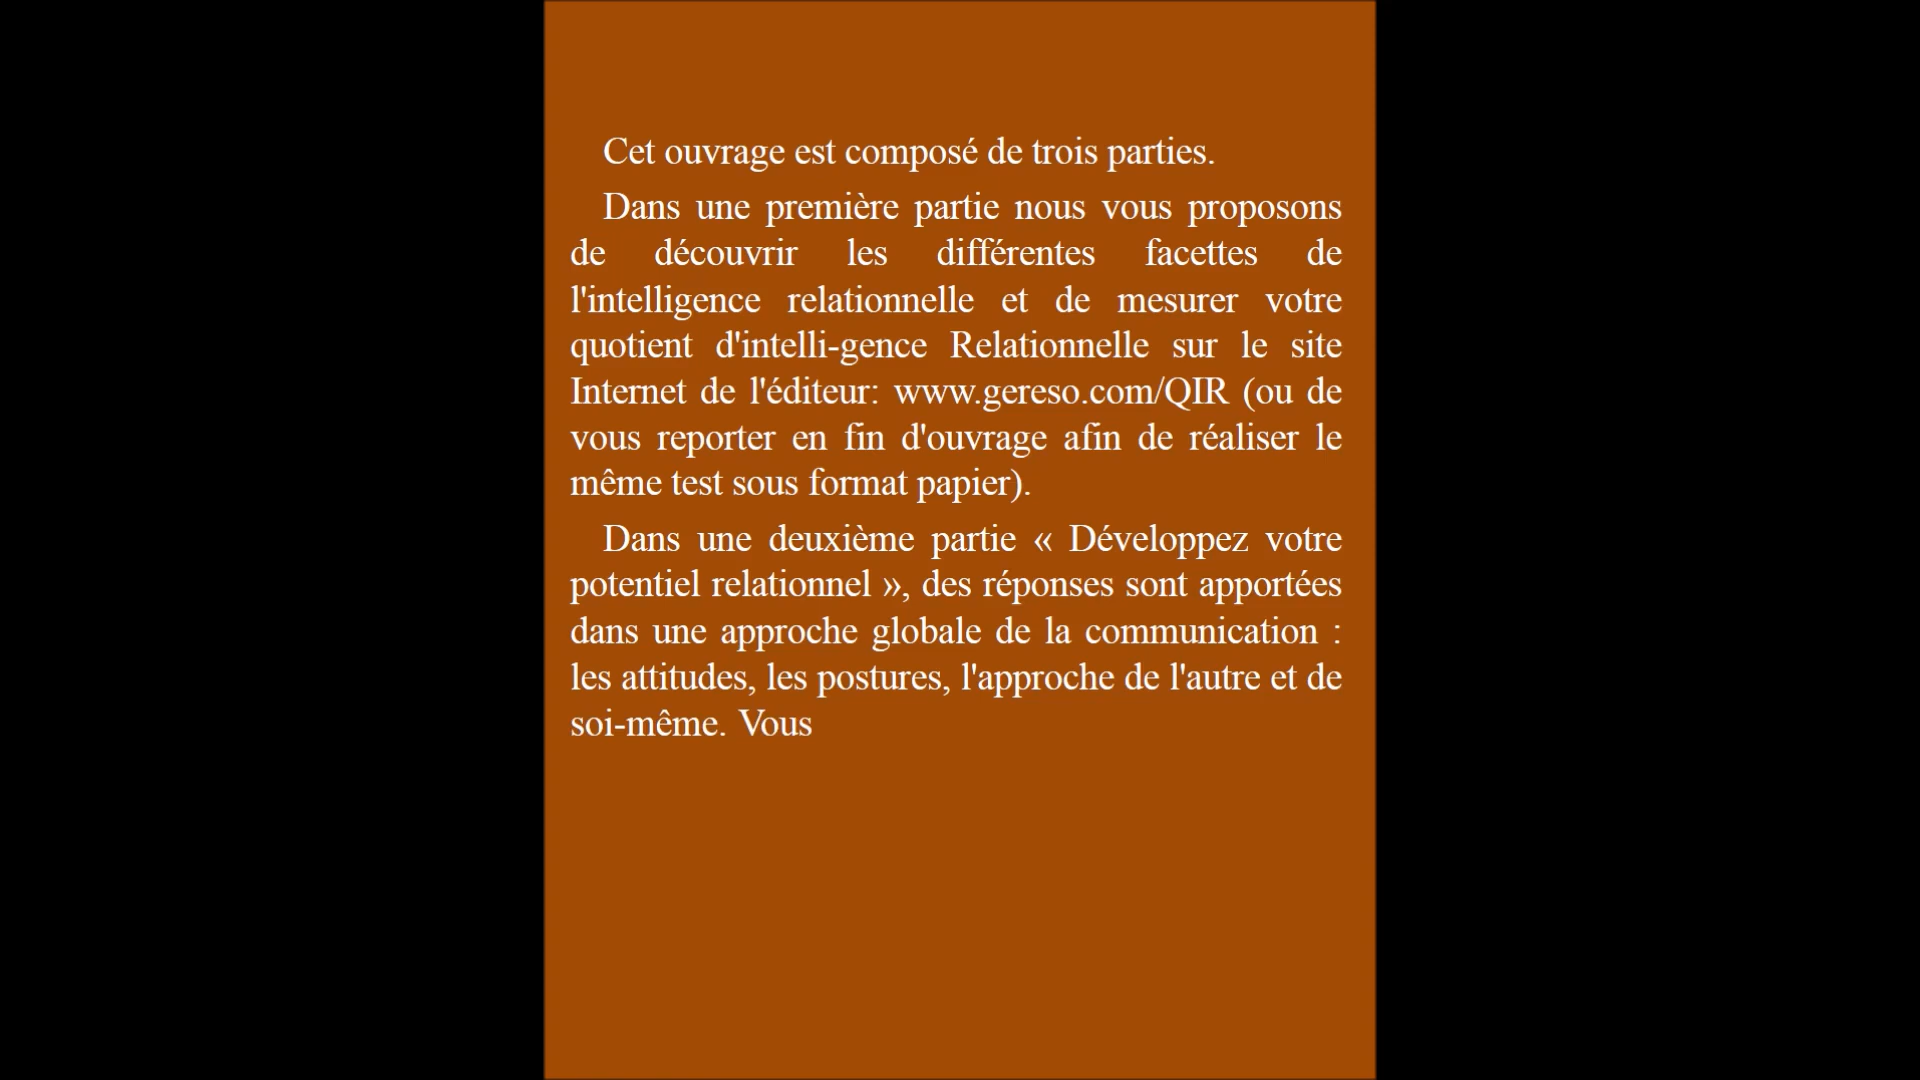 Cet ouvrage est composé de trois parties.
Dans une première partie nous vous proposons
de découvrir les différentes facettes de
l'intelligence relationnelle et de mesurer votre
quotient d'intelli-gence Relationnelle sur le site
Internet de l'éditeur: www.gereso.com/QIR (ou de
vous reporter en fin d'ouvrage afin de réaliser le
même test sous format papier).
Dans une deuxième partie « Développez votre
potentiel relationnel », des réponses sont apportées
dans une approche globale de la communication :
les attitudes, les postures, l'approche de l'autre et de
soi-même. Vous